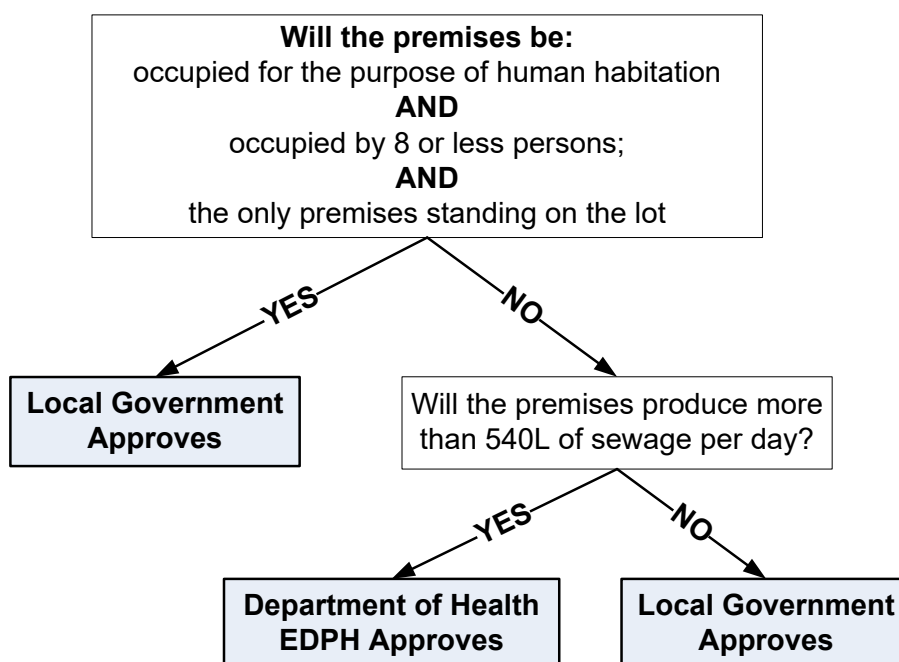 Will the premises be:
occupied for the purpose of human habitation
AND
occupied by 8 or less persons;
AND
the only premises standing on the lot
YES
NO
Local Government
Approves
Will the premises produce more
than 540L of sewage per day?
YES
NO
Department of Health
EDPH Approves
Local Government
Approves